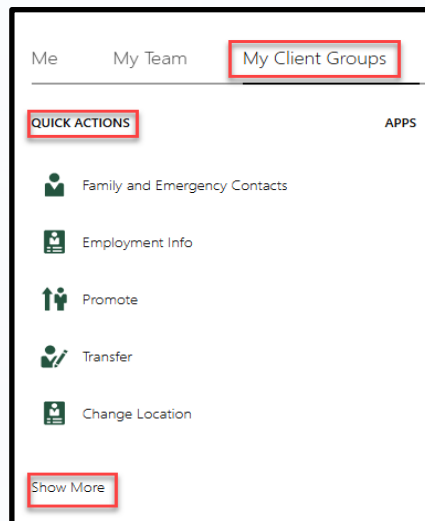 Me My Team My Client Groups
QUICK ACTIONS APPS
Family and Emergency Contacts
Employment Info
Promote
Transfer
Change Location
Show More